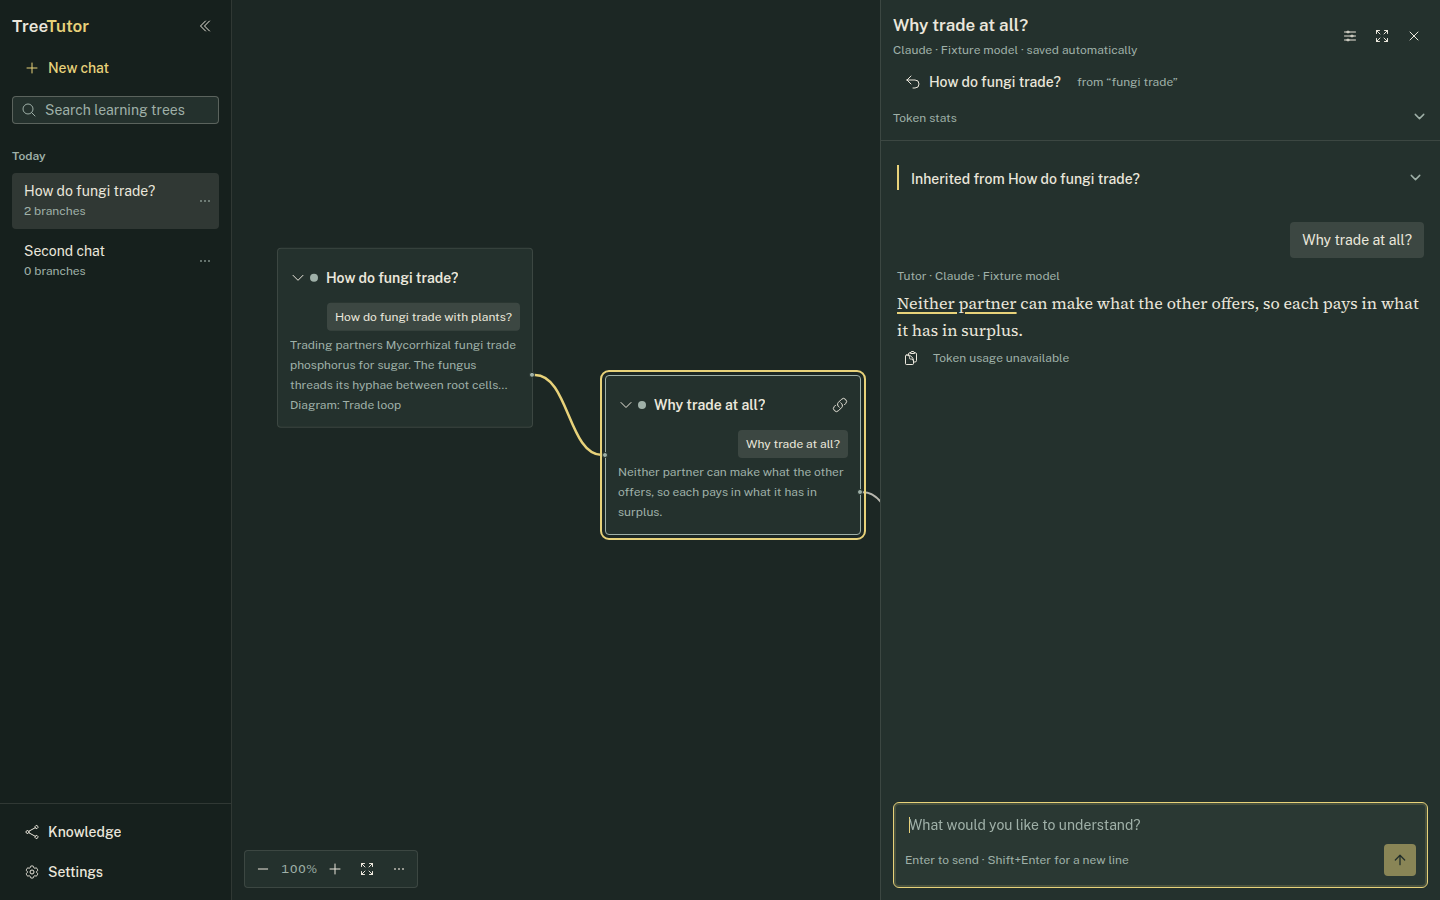 TreeTutor
New chat
Search learning trees
Today
How do fungi trade?
2 branches
Second chat
0 branches
Knowledge
Settings
How do fungi trade?
How do fungi trade with plants?
Trading partners Mycorrhizal fungi trade
phosphorus for sugar. The fungus
threads its hyphae between root cells...
Diagram: Trade loop
Why trade at all?
Why trade at all?
Neither partner can make what the other
offers, so each pays in what it has in
surplus.
100%
Why trade at all?
Claude · Fixture model · saved automatically
How do fungi trade? from “fungi trade”
Token stats
Inherited from How do fungi trade?
Why trade at all?
Tutor · Claude · Fixture model
Neither partner can make what the other offers, so each pays in what
it has in surplus.
Token usage unavailable
What would you like to understand?
Enter to send · Shift+Enter for a new line